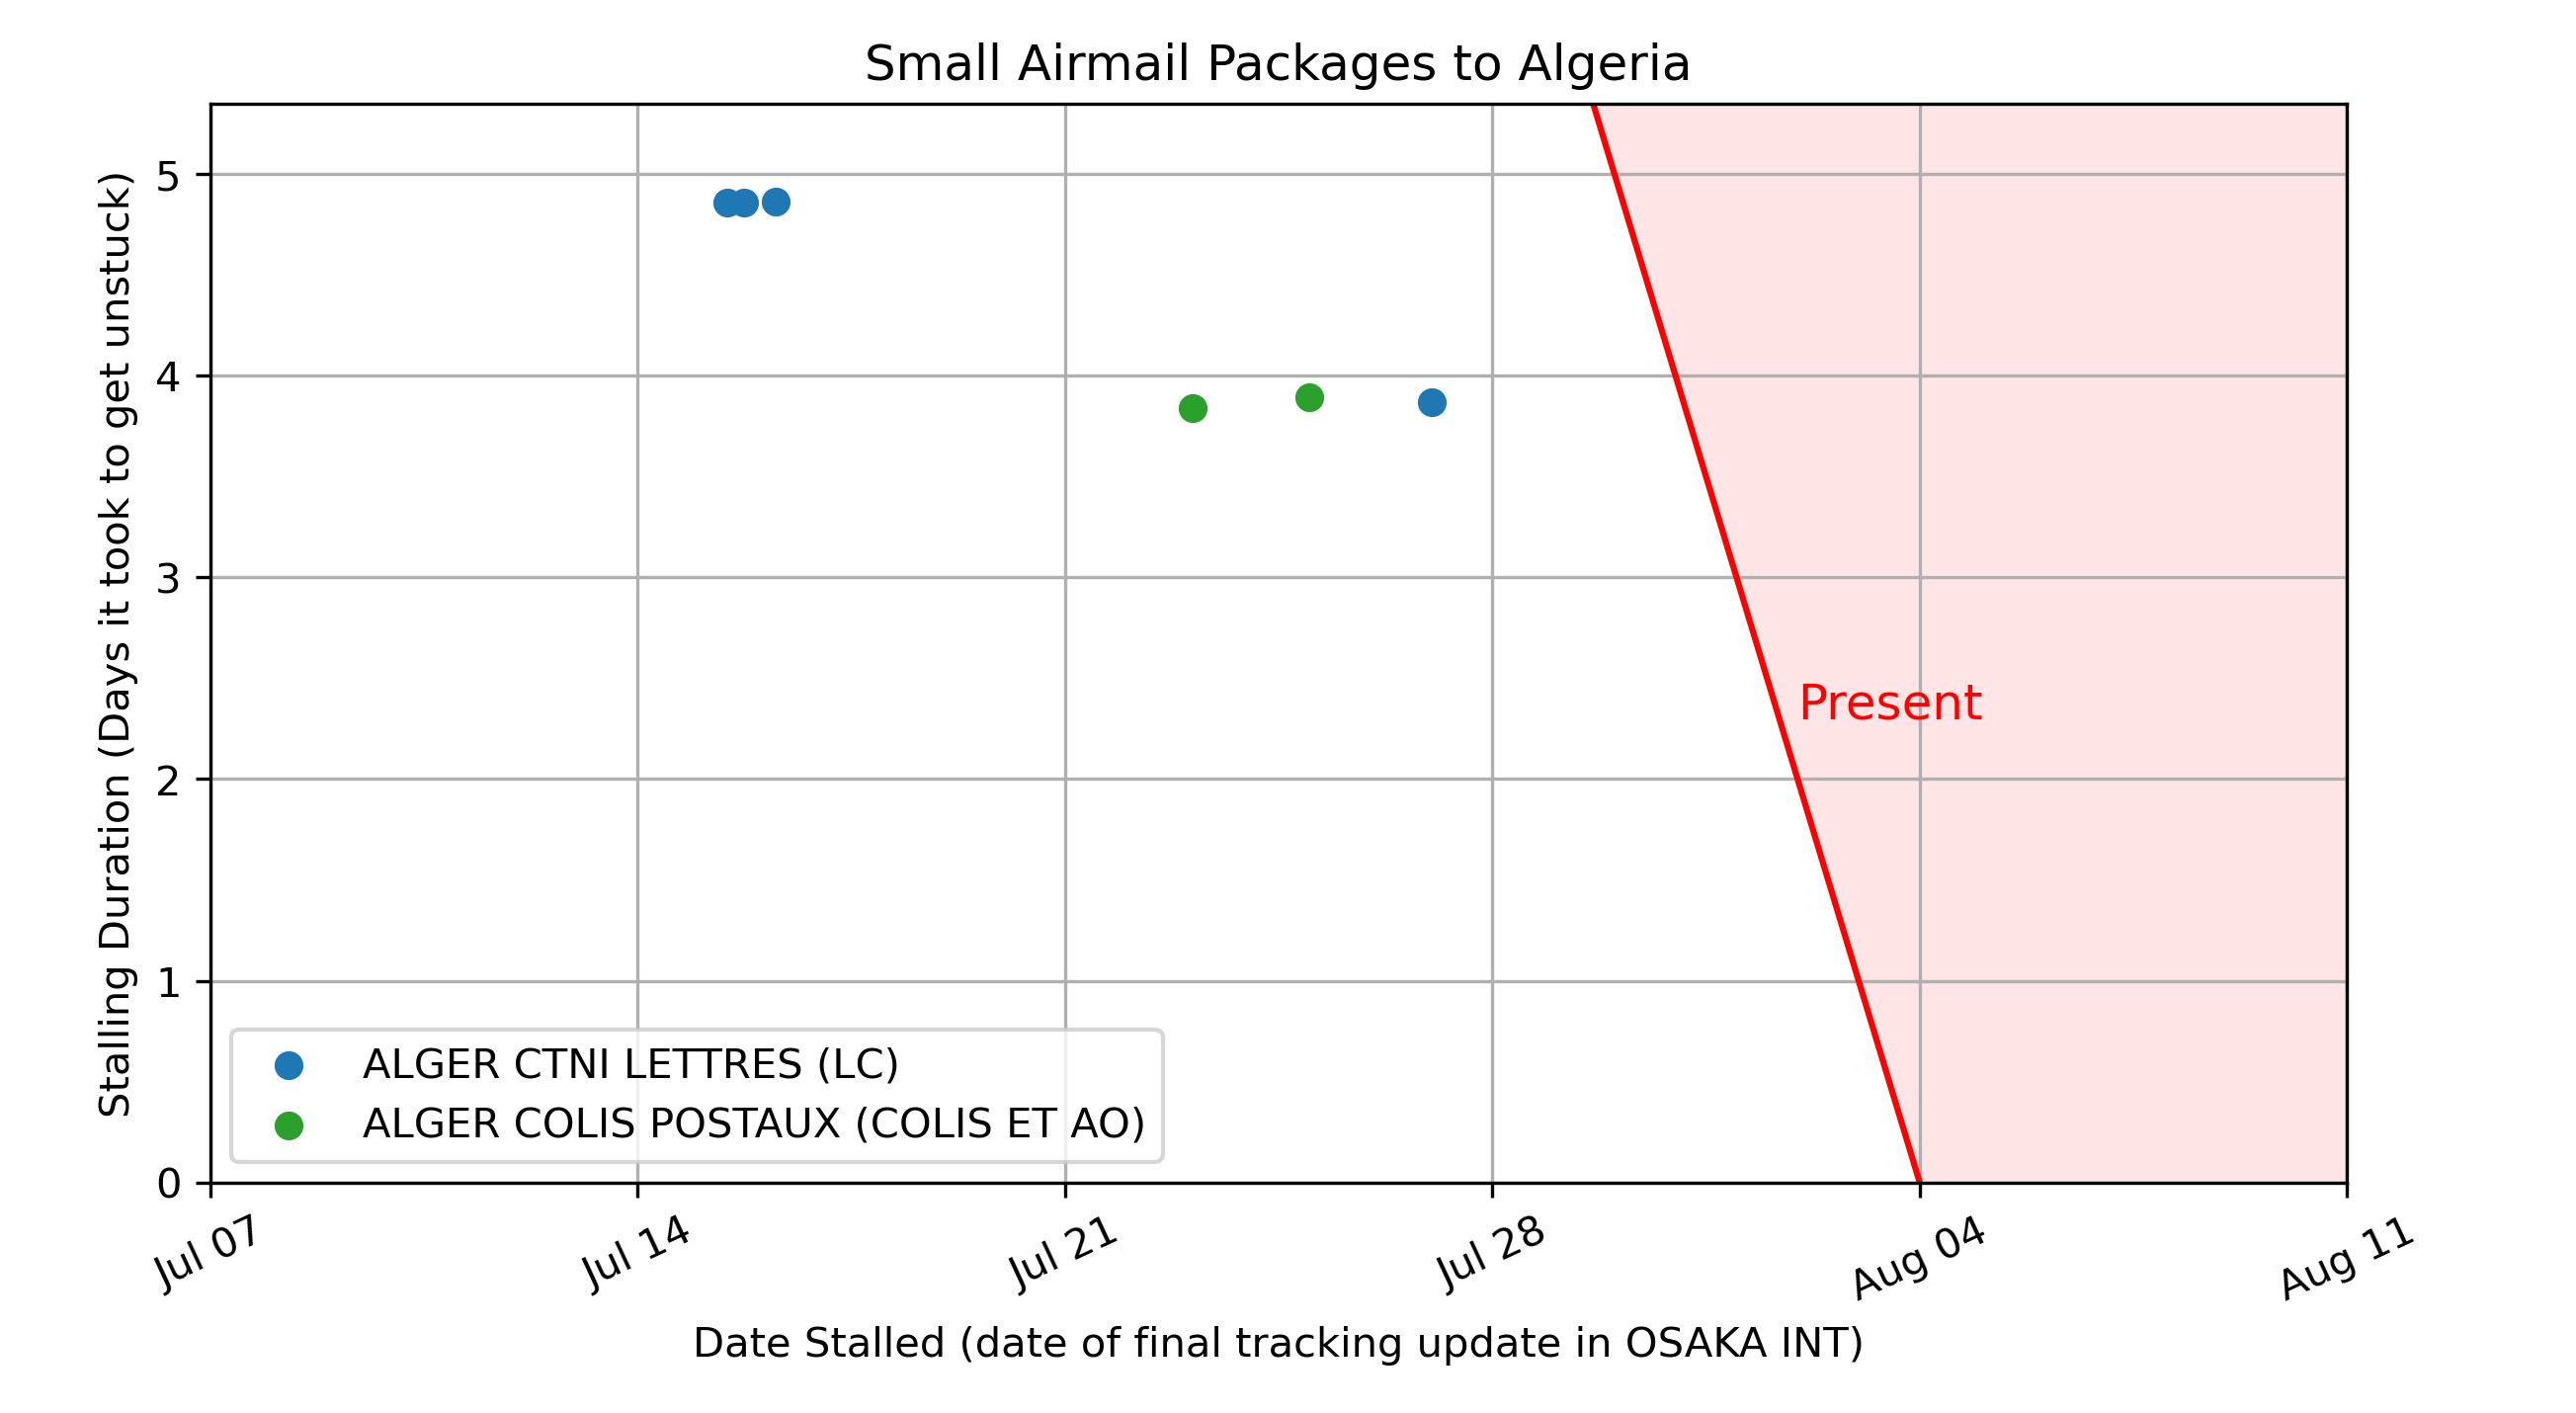 Small Airmail Packages to Algeria
Stalling Duration (Days it took to get unstuck)
5
4
3
2
1
0
Present
ALGER CTNI LETTRES (LC)
ALGER COLIS POSTAUX (COLIS ET AO)
Jul 07
Jul 14
Jul 21
Jul 28
Aug 04
Aug 11
Date Stalled (date of final tracking update in OSAKA INT)